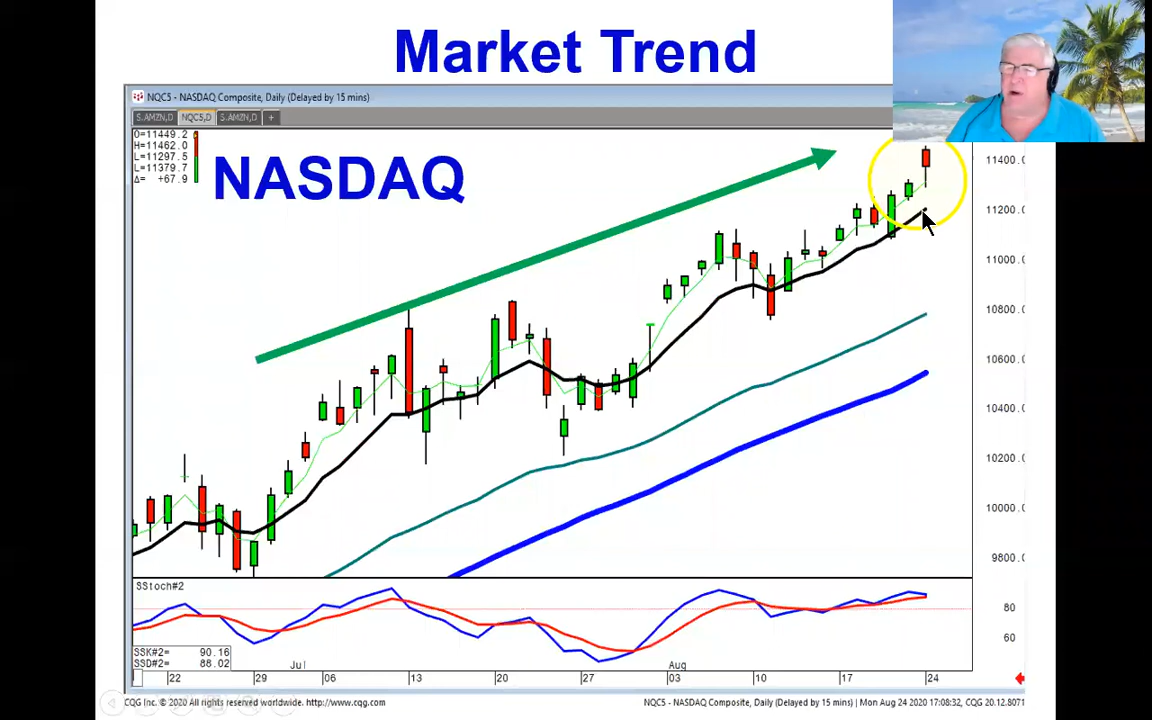 Market Trend
NQC5 - NASDAQ Composite, Daily (Delayed by 15 mins)
S.AMZN,D NQC5,D S.AMZN,D +
O=11449.2
H=11462.0
L=11297.5
L=11379.7
Δ= +67.9
NASDAQ
11400.
11200.0
11000.0
10800.0
10600.0
10400.0
10200.0
10000.0
9800.0
SStoch#2
80
60
SSK#2= 90.16
SSD#2= 88.02
Jul Aug
22 29 06 13 20 27 03 10 17 24
CQG Inc. © 2020 All rights reserved worldwide. http://www.cqg.com
NQC5 - NASDAQ Composite, Daily (Delayed by 15 mins) | Mon Aug 24 2020 17:08:32, CQG 20.12.8071